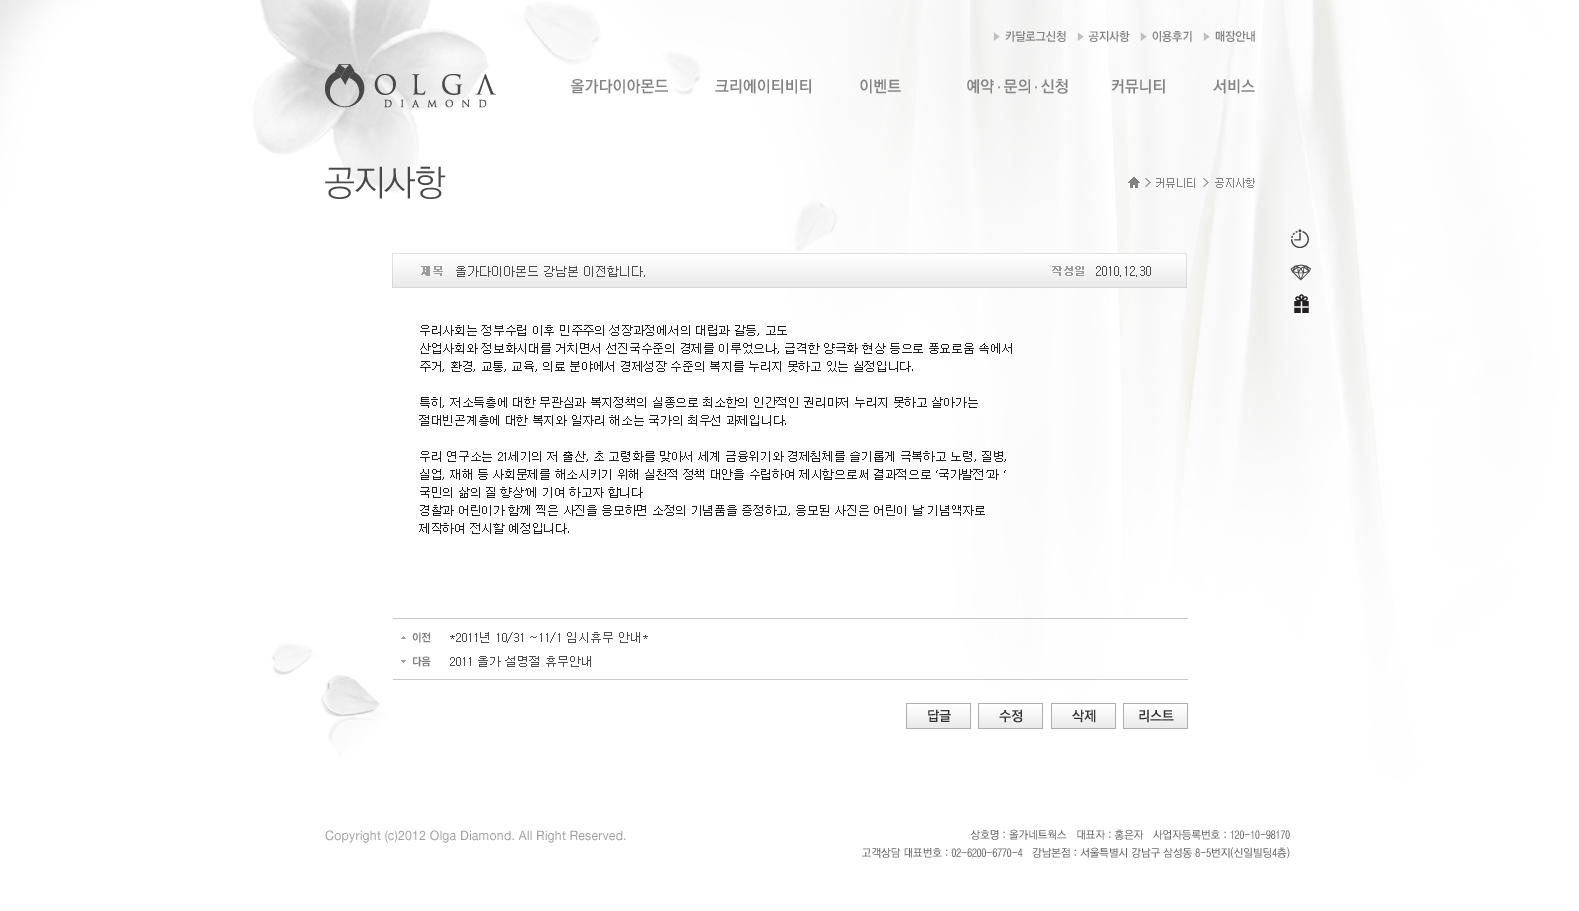 카달로그신청 공지사항 이용후기 매장안내
OLGA
DIAMOND
올가다이아몬드 크리에이티비티 이벤트 예약·문의·신청 커뮤니티 서비스
공지사항
> 커뮤니티 > 공지사항
제목 올가다이아몬드 강남본 이전합니다. 작성일 2010.12.30
우리사회는 정부수립 이후 민주주의 성장과정에서의 대립과 갈등, 고도
산업사회와 정보화시대를 거치면서 선진국수준의 경제를 이루었으나, 급격한 양극화 현상 등으로 풍요로움 속에서
주거, 환경, 교통, 교육, 의료 분야에서 경제성장 수준의 복지를 누리지 못하고 있는 실정입니다.
특히, 저소득층에 대한 무관심과 복지정책의 실종으로 최소한의 인간적인 권리마저 누리지 못하고 살아가는
절대빈곤계층에 대한 복지와 일자리 해소는 국가의 최우선 과제입니다.
우리 연구소는 21세기의 저 출산, 초 고령화를 맞아서 세계 금융위기와 경제침체를 슬기롭게 극복하고 노령, 질병,
실업, 재해 등 사회문제를 해소시키기 위해 실천적 정책 대안을 수립하여 제시함으로써 결과적으로 ‘국가발전’과 ‘
국민의 삶의 질 향상’에 기여 하고자 합니다
경찰과 어린이가 함께 찍은 사진을 응모하면 소정의 기념품을 증정하고, 응모된 사진은 어린이 날 기념액자로
제작하여 전시할 예정입니다.
이전 *2011년 10/31 ~11/1 임시휴무 안내*
다음 2011 올가 설명절 휴무안내
답글 수정 삭제 리스트
Copyright (c)2012 Olga Diamond. All Right Reserved.
상호명 : 올가네트웍스 대표자 : 홍은자 사업자등록번호 : 120-10-98170
고객상담 대표번호 : 02-6200-6770~4 강남본점 : 서울특별시 강남구 삼성동 8-5번지(신일빌딩4층)